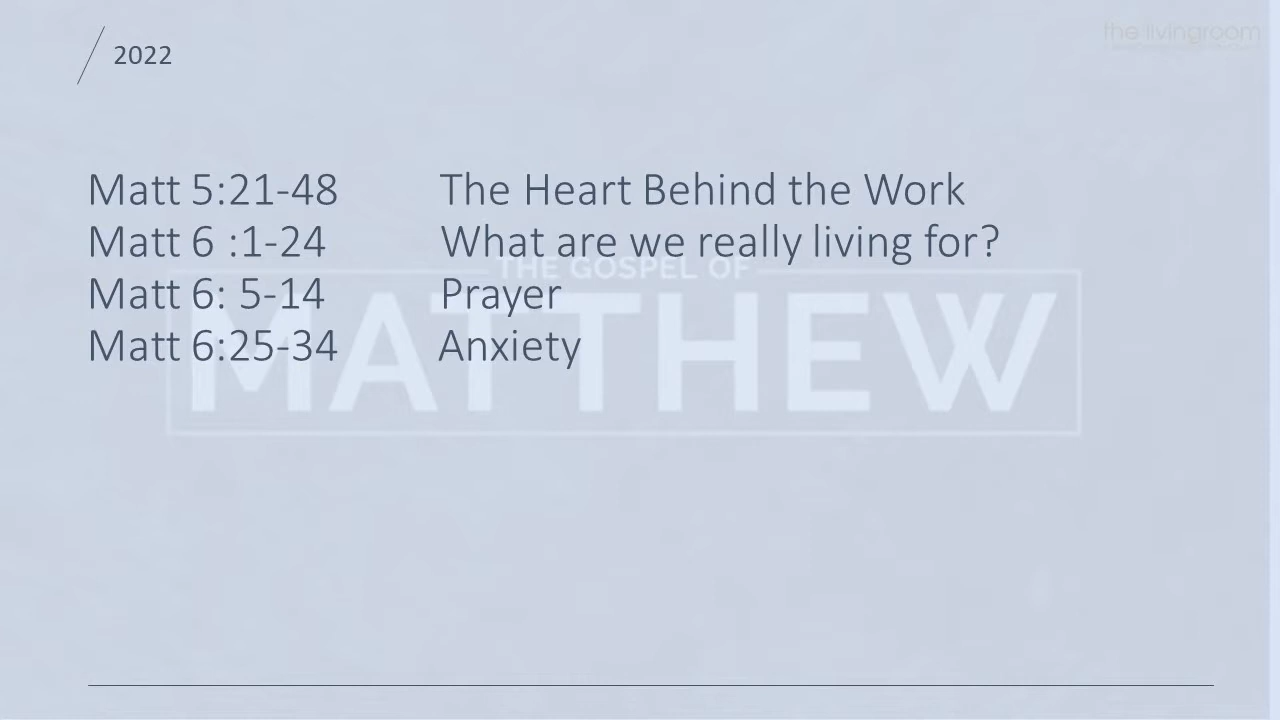 2022
the livingroom
Matt 5:21-48 The Heart Behind the Work
Matt 6 :1-24 What are we really living for?
THE GOSPEL OF
Matt 6: 5-14 Prayer
MATTHEW
Matt 6:25-34 Anxiety